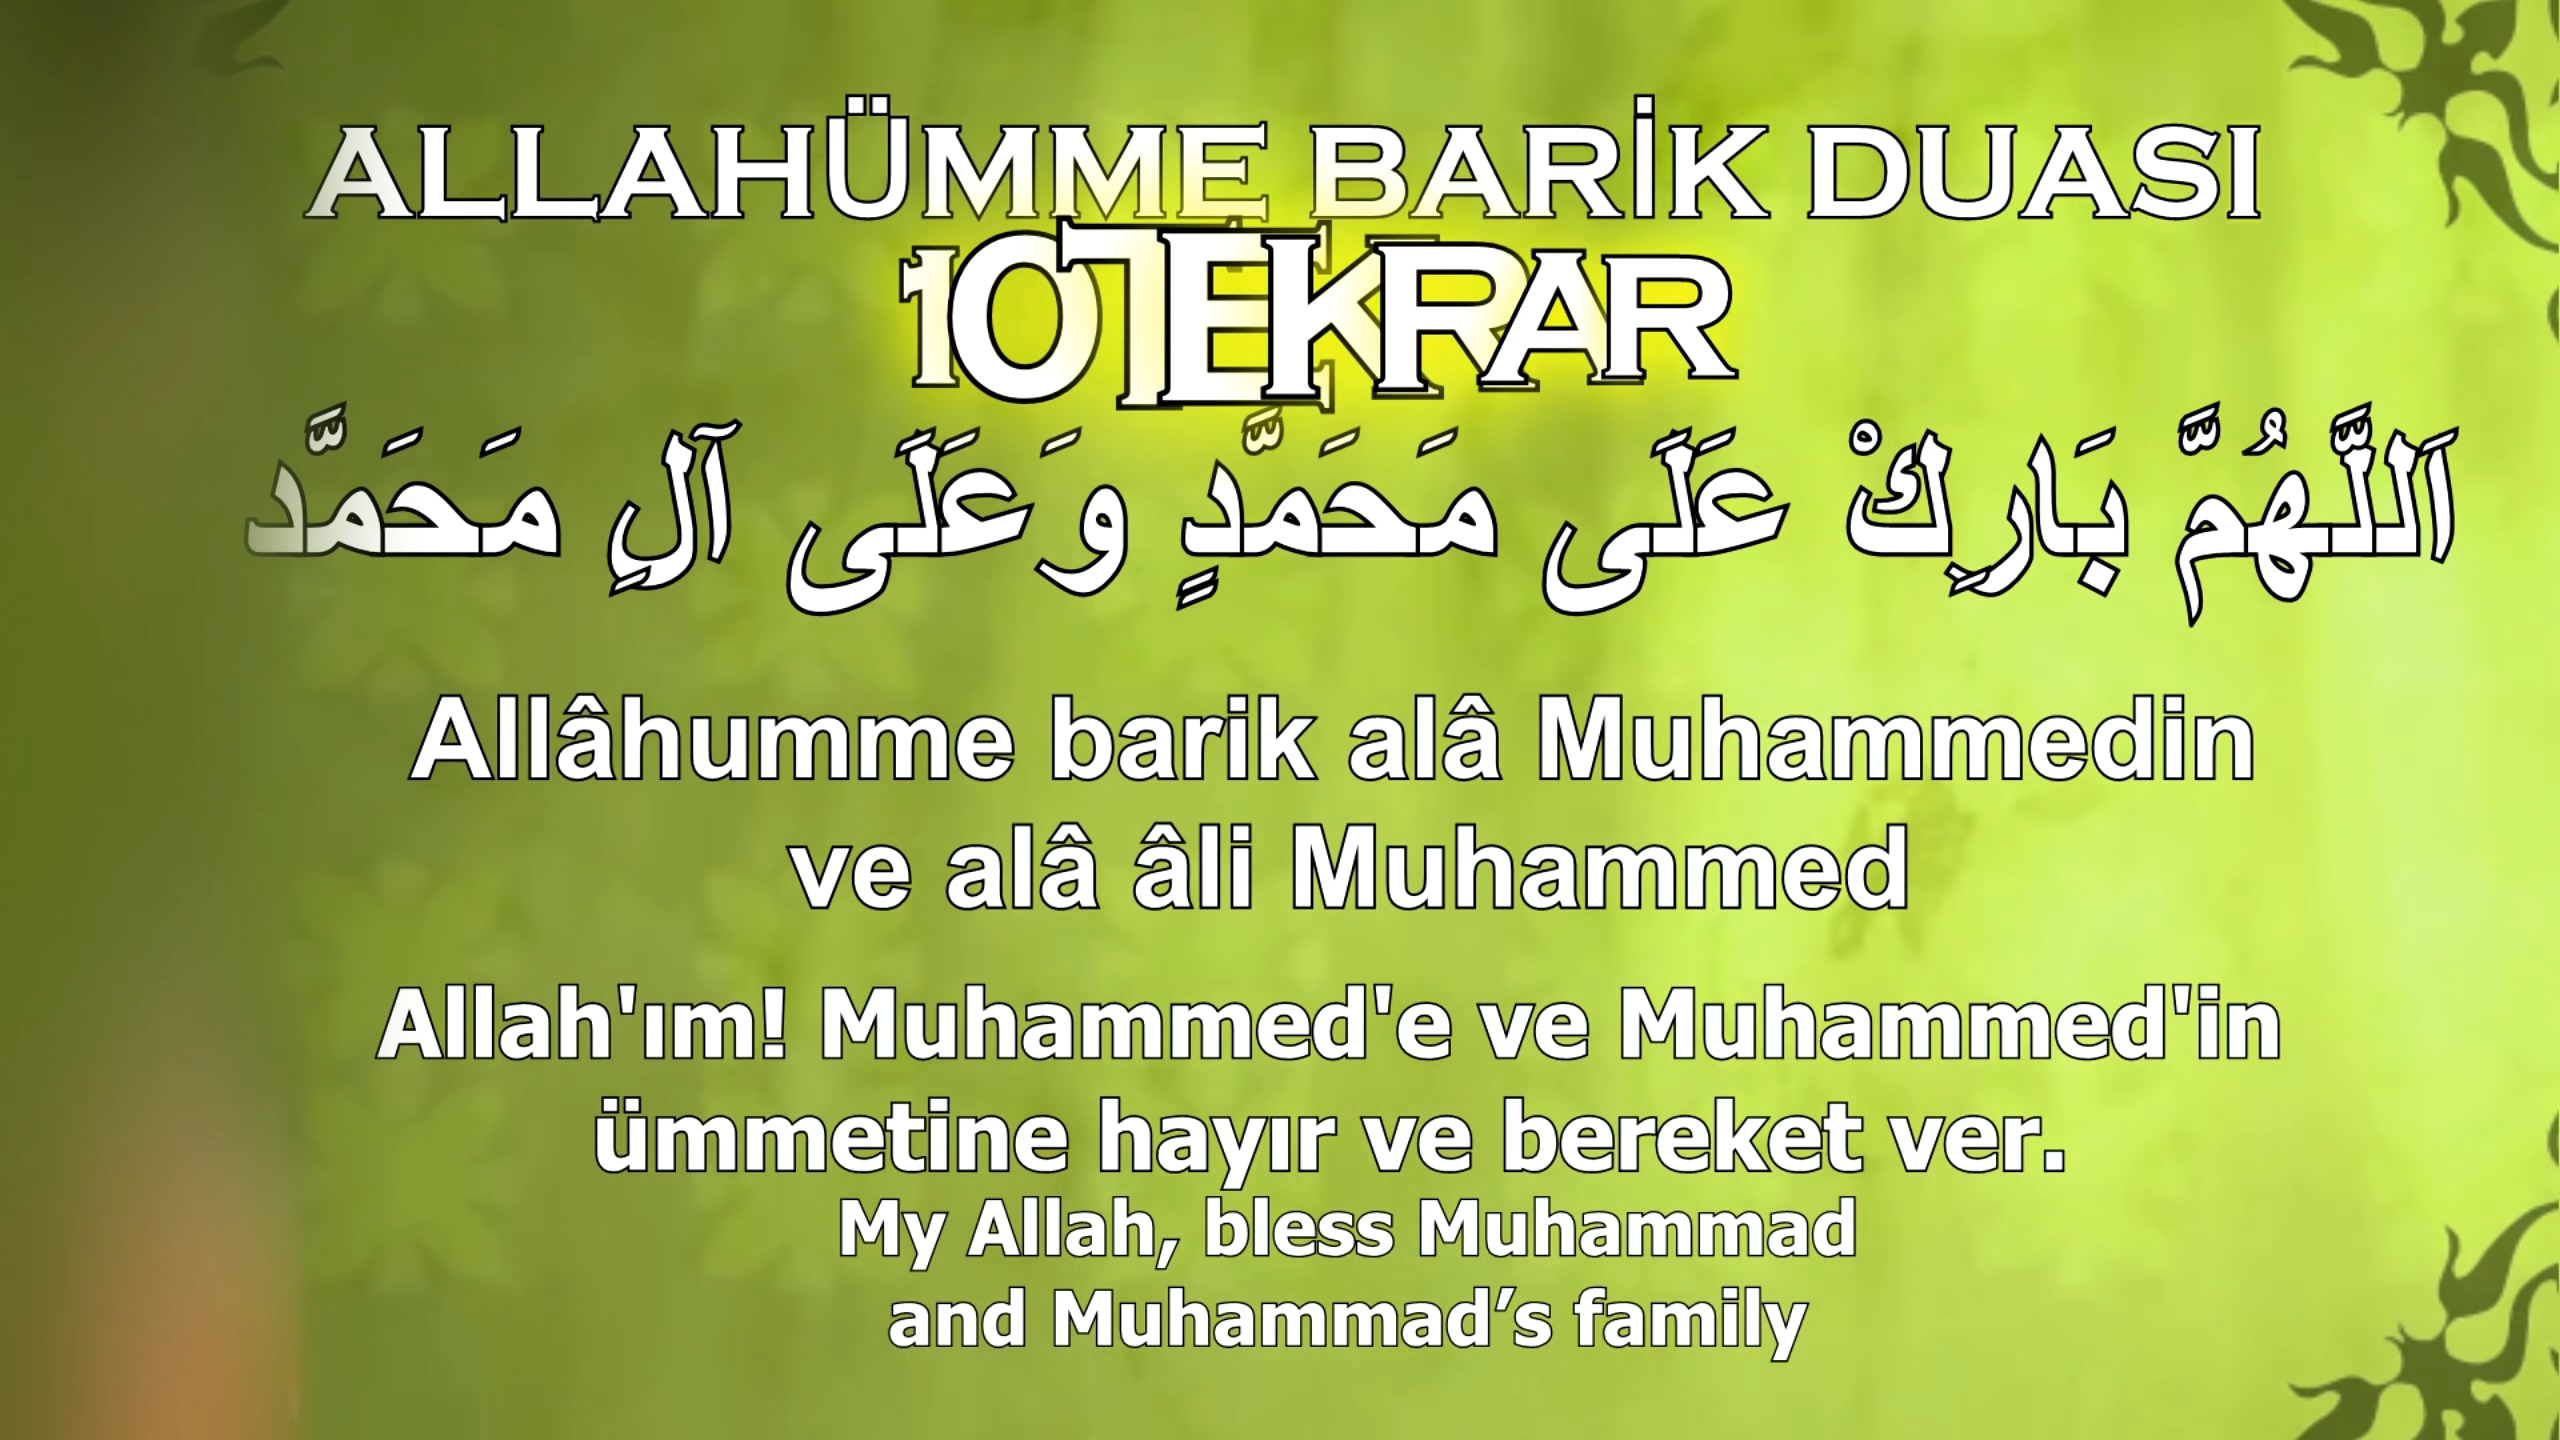 ALLAHÜMME BARİK DUASI
10 TEKRAR
اَللَّهُمَّ بَارِكْ عَلَى مَحَمَّدٍ وَعَلَى آلِ مَحَمَّد
Allâhumme barik alâ Muhammedin
ve alâ âli Muhammed
Allah'ım! Muhammed'e ve Muhammed'in
ümmetine hayır ve bereket ver.
My Allah, bless Muhammad
and Muhammad’s family